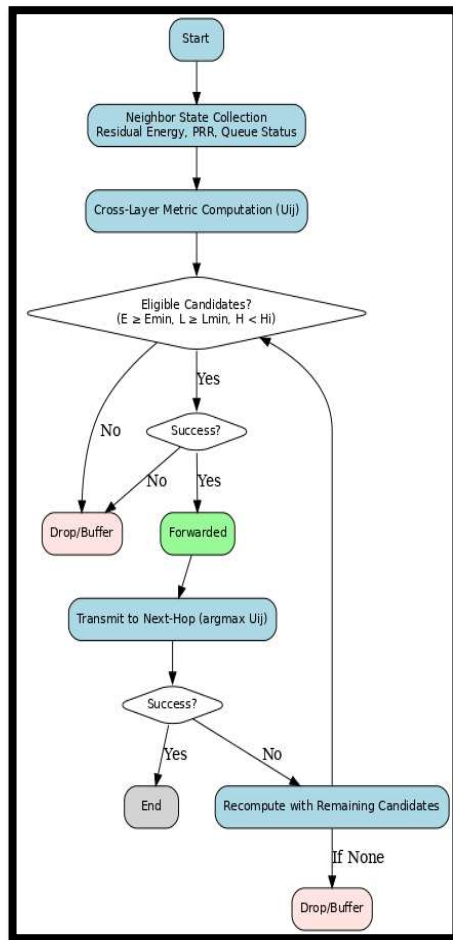 Start
Neighbor State Collection
Residual Energy, PRR, Queue Status
Cross-Layer Metric Computation (Uij)
Eligible Candidates?
(E ≥ Emin, L ≥ Lmin, H < Hi)
Yes
No
Success?
No
Yes
Drop/Buffer
Forwarded
Transmit to Next-Hop (argmax Uij)
Success?
Yes
No
End
Recompute with Remaining Candidates
If None
Drop/Buffer